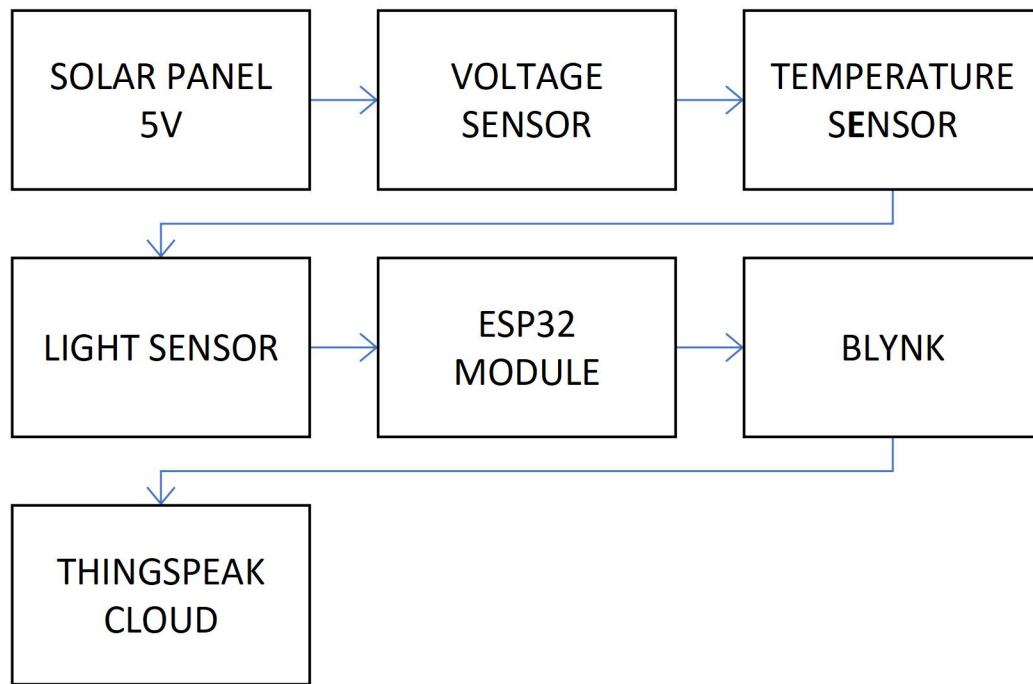 SOLAR PANEL
5V
VOLTAGE
SENSOR
TEMPERATURE
SENSOR
LIGHT SENSOR
ESP32
MODULE
BLYNK
THINGSPEAK
CLOUD